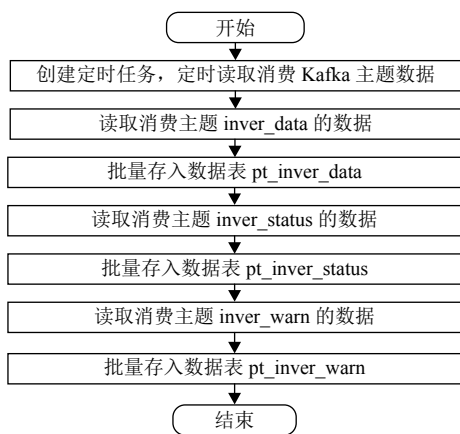 开始
创建定时任务，定时读取消费 Kafka 主题数据
读取消费主题 inver_data 的数据
批量存入数据表 pt_inver_data
读取消费主题 inver_status 的数据
批量存入数据表 pt_inver_status
读取消费主题 inver_warn 的数据
批量存入数据表 pt_inver_warn
结束